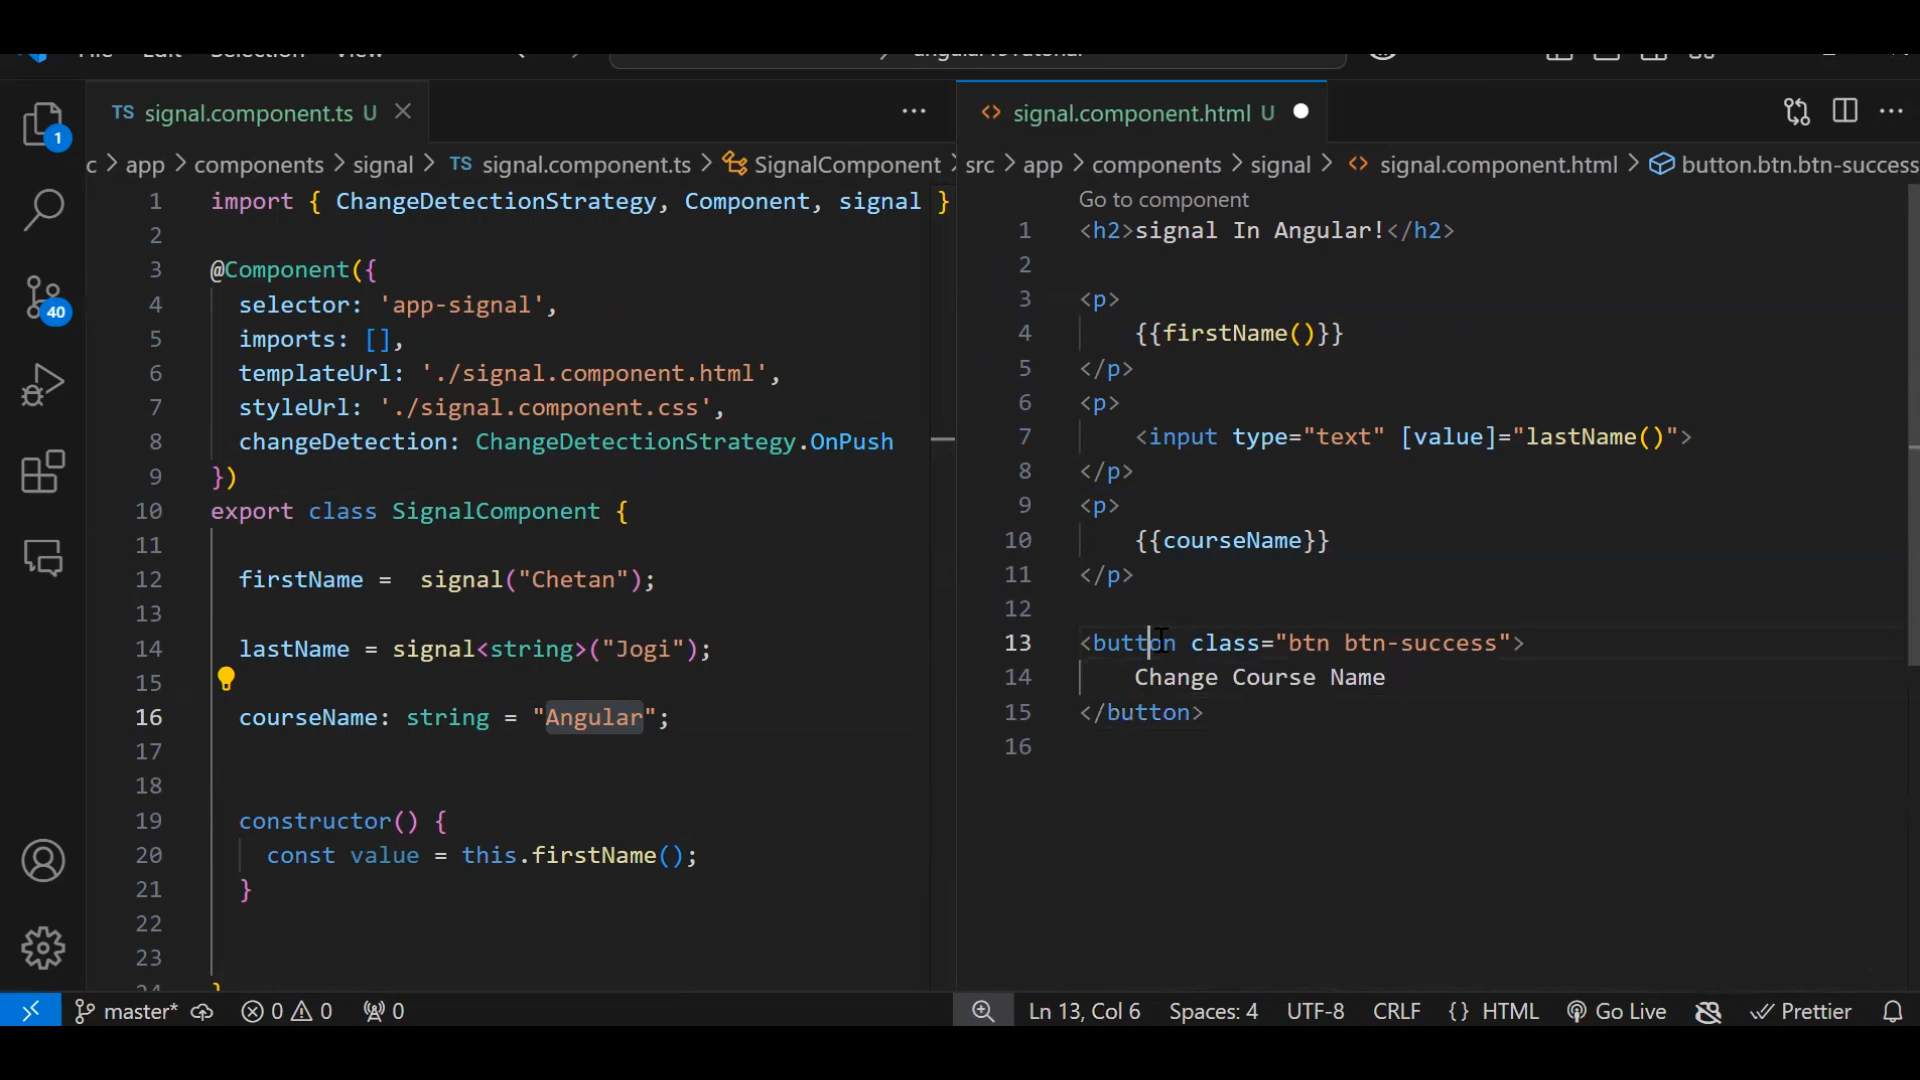 File Edit Selection View
angular19Tutorial
TS signal.component.ts U
signal.component.html U
1
c > app > components > signal > TS signal.component.ts > SignalComponent
src > app > components > signal > signal.component.html > button.btn.btn-success
40
1 import { ChangeDetectionStrategy, Component, signal }
2
3 @Component({
4 selector: 'app-signal',
5 imports: [],
6 templateUrl: './signal.component.html',
7 styleUrl: './signal.component.css',
8 changeDetection: ChangeDetectionStrategy.OnPush
9 })
10 export class SignalComponent {
11
12 firstName = signal("Chetan");
13
14 lastName = signal<string>("Jogi");
15
16 courseName: string = "Angular";
17
18
19 constructor() {
20 const value = this.firstName();
21 }
22
23
24 }
Go to component
1 <h2>signal In Angular!</h2>
2
3 <p>
4 {{firstName()}}
5 </p>
6 <p>
7 <input type="text" [value]="lastName()">
8 </p>
9 <p>
10 {{courseName}}
11 </p>
12
13 <button class="btn btn-success">
14 Change Course Name
15 </button>
16
master* 0 0 0
Ln 13, Col 6 Spaces: 4 UTF-8 CRLF {} HTML Go Live Prettier